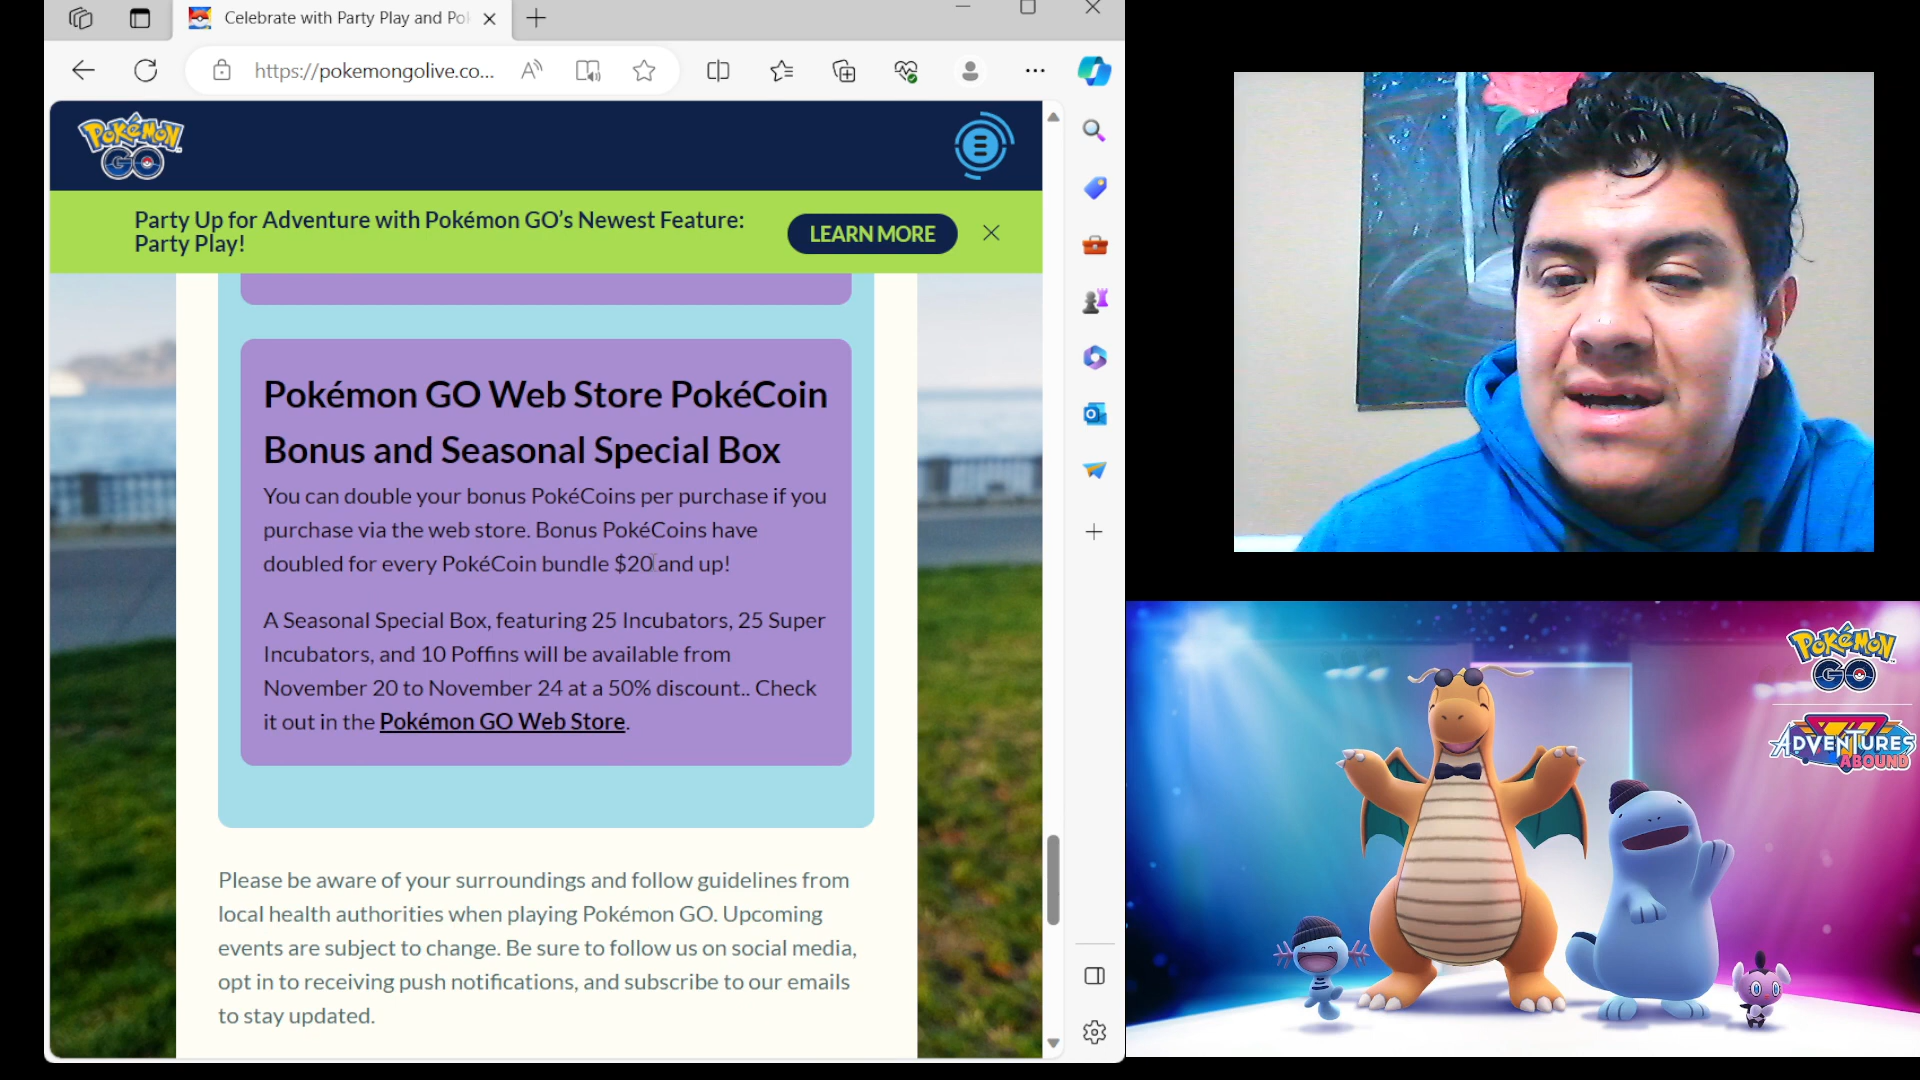 Celebrate with Party Play and Pok
https://pokemongolive.co...
POKéMON
GO
Party Up for Adventure with Pokémon GO’s Newest Feature:
Party Play!
LEARN MORE
Pokémon GO Web Store PokéCoin
Bonus and Seasonal Special Box
You can double your bonus PokéCoins per purchase if you
purchase via the web store. Bonus PokéCoins have
doubled for every PokéCoin bundle $20 and up!
A Seasonal Special Box, featuring 25 Incubators, 25 Super
Incubators, and 10 Poffins will be available from
November 20 to November 24 at a 50% discount.. Check
it out in the Pokémon GO Web Store.
Please be aware of your surroundings and follow guidelines from
local health authorities when playing Pokémon GO. Upcoming
events are subject to change. Be sure to follow us on social media,
opt in to receiving push notifications, and subscribe to our emails
to stay updated.
POKéMON
GO
ADVENTURES
ABOUND